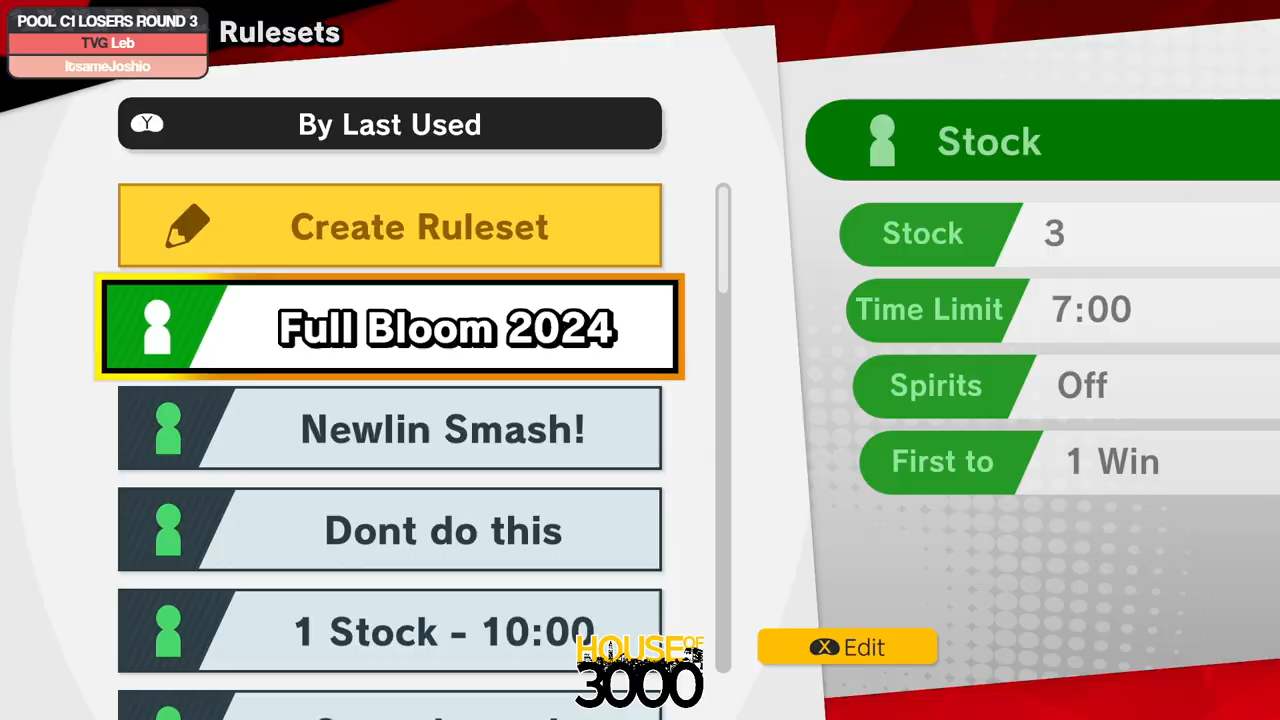 POOL C1 LOSERS ROUND 3
TVG Leb
ItsameJoshio
Rulesets
Y
By Last Used
Create Ruleset
Full Bloom 2024
Newlin Smash!
Dont do this
1 Stock - 10:00
Stock
Stock 3
Time Limit 7:00
Spirits Off
First to 1 Win
X Edit
HOUSE OF
3000